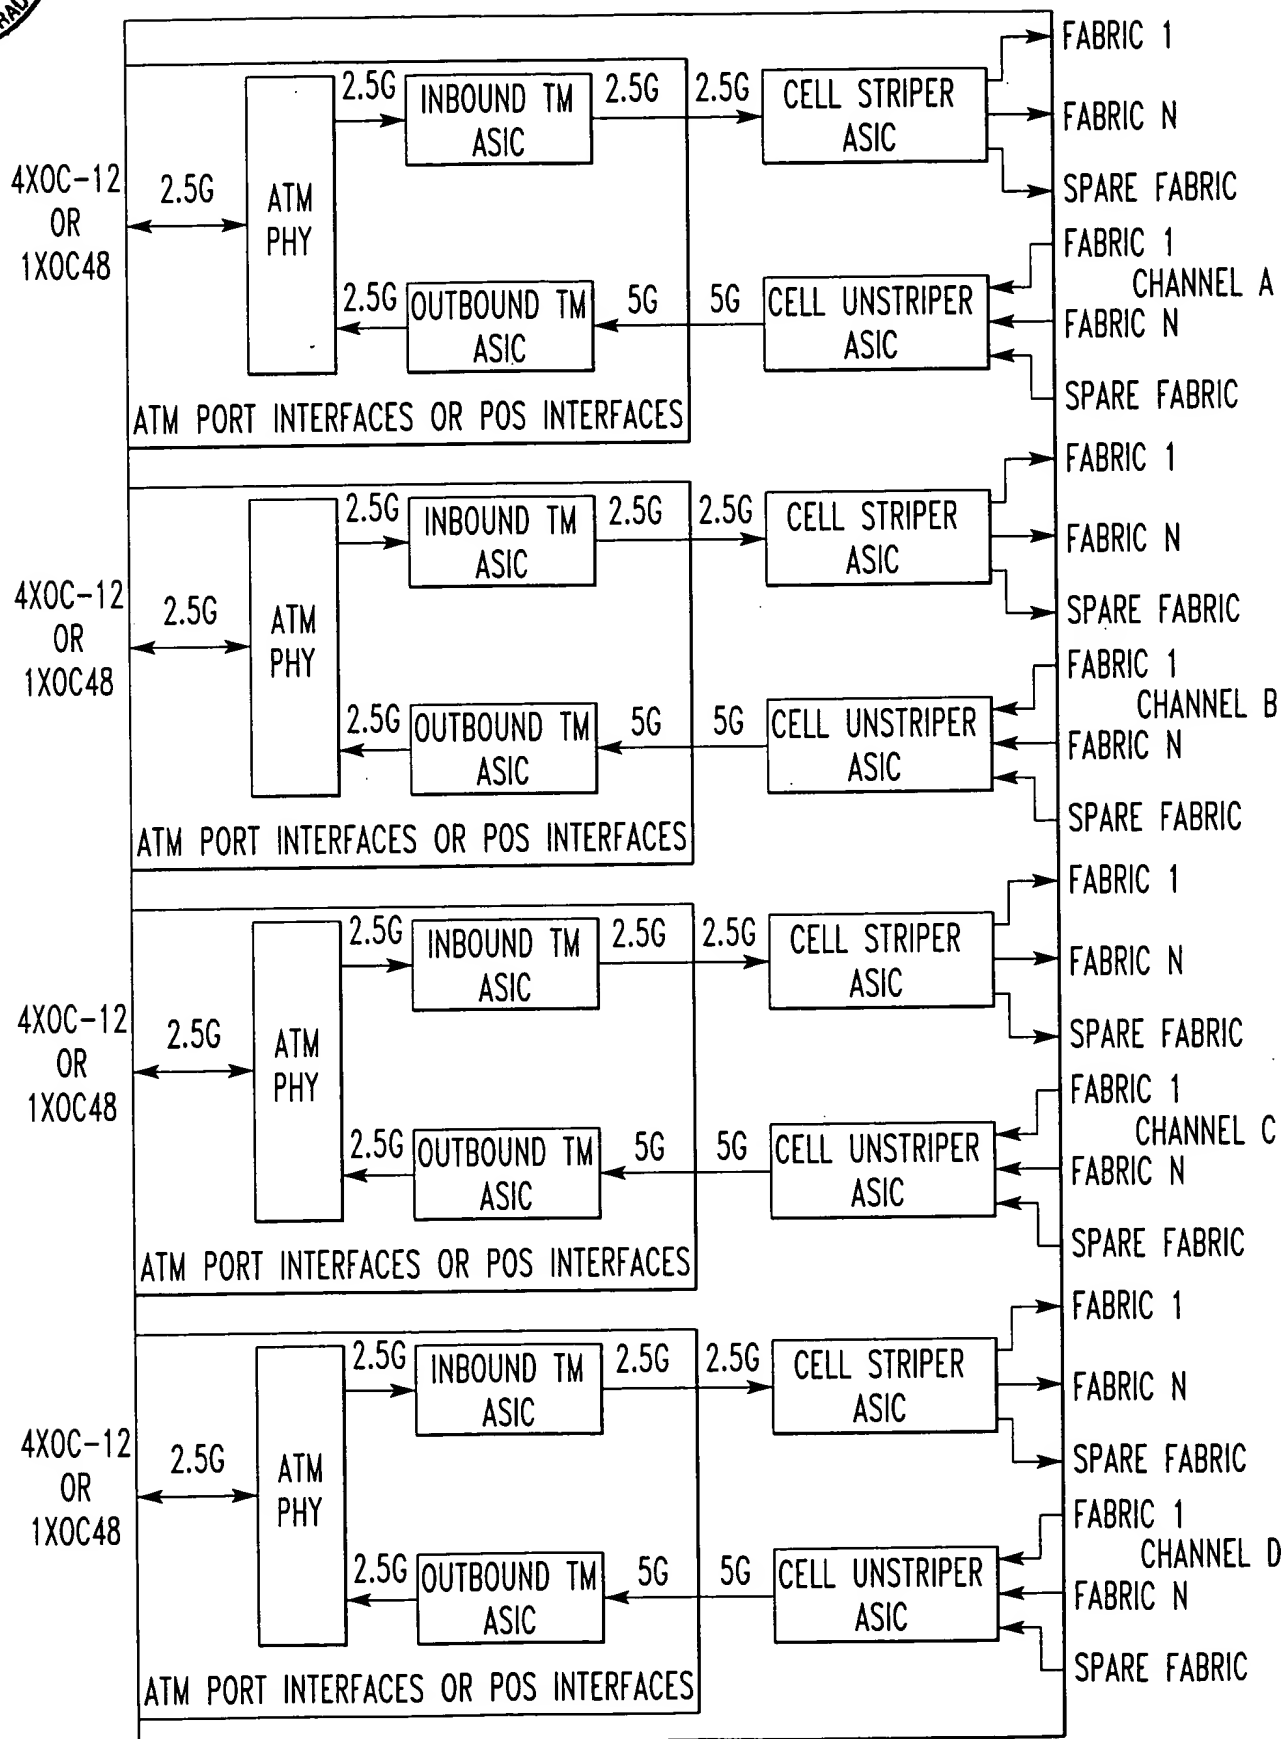 RAD
FABRIC 1
2.5G
INBOUND TM
ASIC
2.5G
2.5G
CELL STRIPER
ASIC
FABRIC N
4XOC-12
OR
1XOC48
2.5G
ATM
PHY
SPARE FABRIC
FABRIC 1
CHANNEL A
2.5G
OUTBOUND TM
ASIC
5G
5G
CELL UNSTRIPER
ASIC
FABRIC N
SPARE FABRIC
ATM PORT INTERFACES OR POS INTERFACES
FABRIC 1
2.5G
INBOUND TM
ASIC
2.5G
2.5G
CELL STRIPER
ASIC
FABRIC N
4XOC-12
OR
1XOC48
2.5G
ATM
PHY
SPARE FABRIC
FABRIC 1
CHANNEL B
2.5G
OUTBOUND TM
ASIC
5G
5G
CELL UNSTRIPER
ASIC
FABRIC N
SPARE FABRIC
ATM PORT INTERFACES OR POS INTERFACES
FABRIC 1
2.5G
INBOUND TM
ASIC
2.5G
2.5G
CELL STRIPER
ASIC
FABRIC N
4XOC-12
OR
1XOC48
2.5G
ATM
PHY
SPARE FABRIC
FABRIC 1
CHANNEL C
2.5G
OUTBOUND TM
ASIC
5G
5G
CELL UNSTRIPER
ASIC
FABRIC N
SPARE FABRIC
ATM PORT INTERFACES OR POS INTERFACES
FABRIC 1
2.5G
INBOUND TM
ASIC
2.5G
2.5G
CELL STRIPER
ASIC
FABRIC N
4XOC-12
OR
1XOC48
2.5G
ATM
PHY
SPARE FABRIC
FABRIC 1
CHANNEL D
2.5G
OUTBOUND TM
ASIC
5G
5G
CELL UNSTRIPER
ASIC
FABRIC N
SPARE FABRIC
ATM PORT INTERFACES OR POS INTERFACES